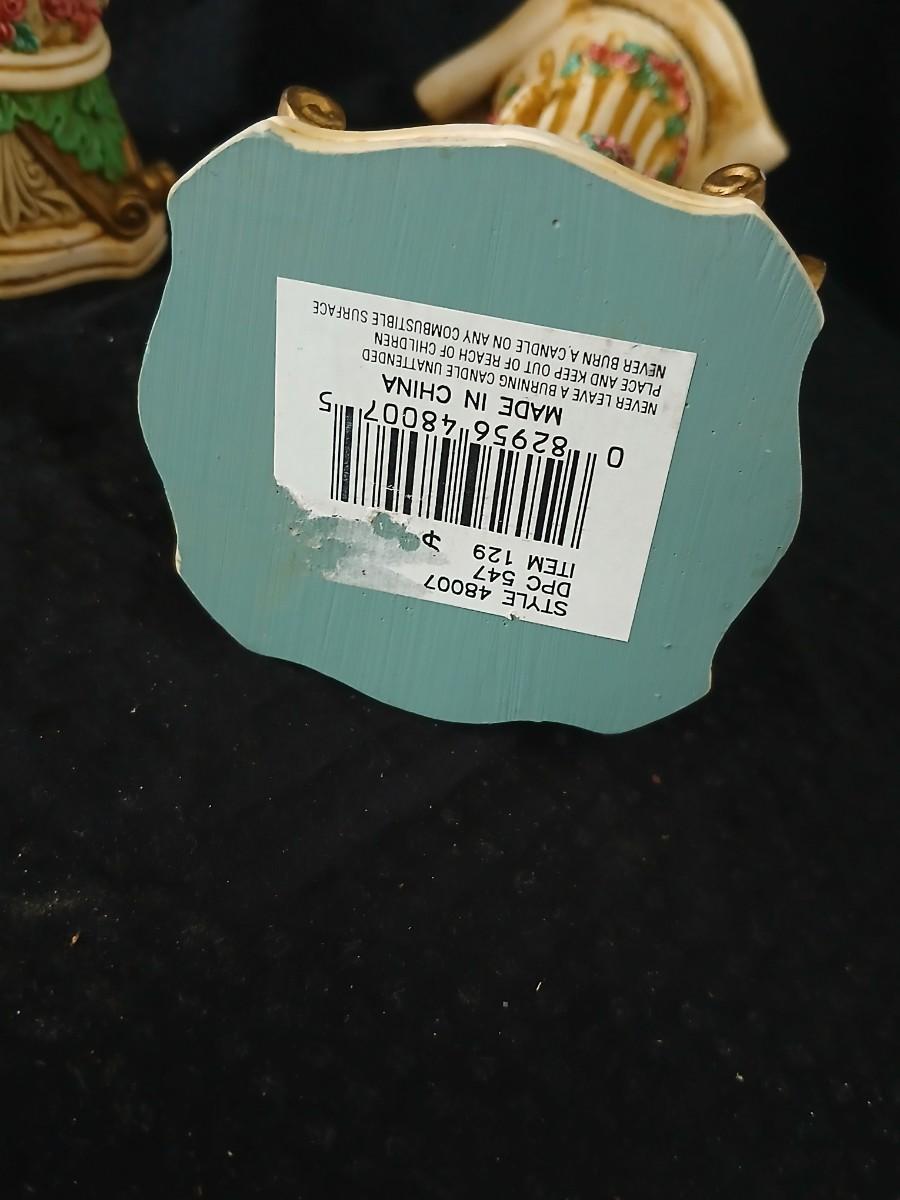 STYLE 48007
DPC 547
ITEM 129
0 82956 48007 5
MADE IN CHINA
NEVER LEAVE A BURNING CANDLE UNATTENDED
PLACE AND KEEP OUT OF REACH OF CHILDREN
NEVER BURN A CANDLE ON ANY COMBUSTIBLE SURFACE